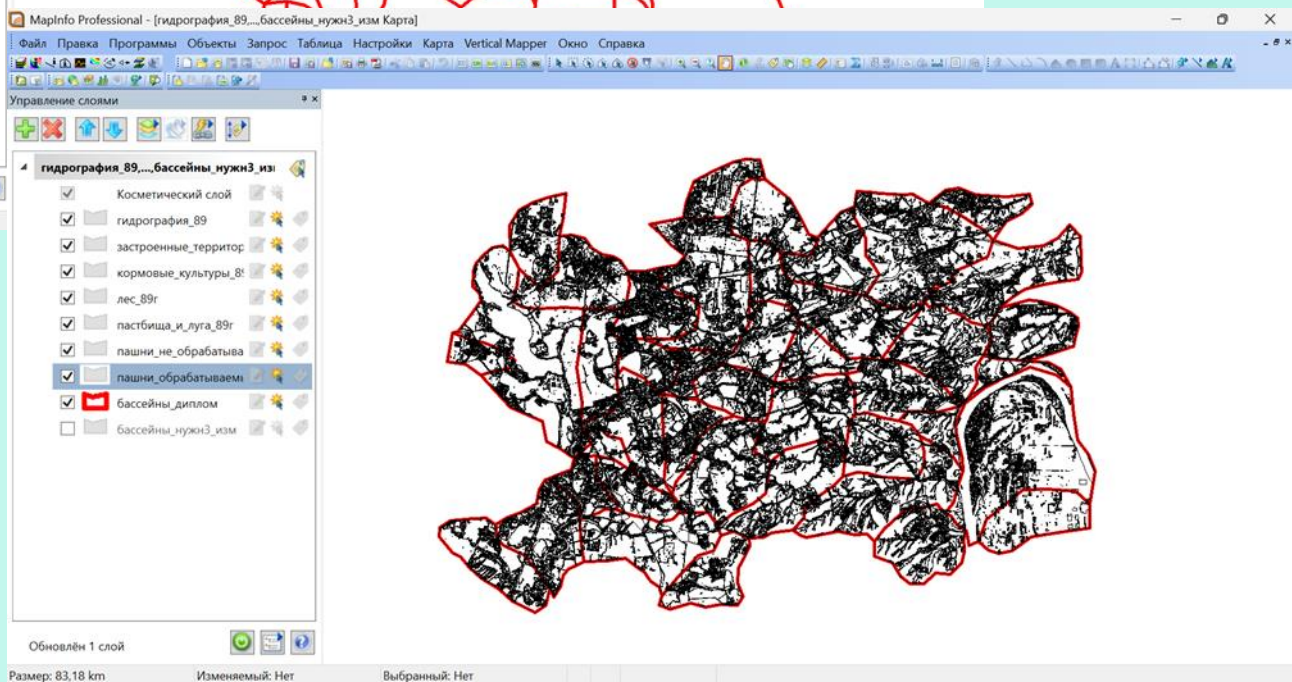 MapInfo Professional - [гидрография_89,...,бассейны_нужн3_изм Карта]
Файл Правка Программы Объекты Запрос Таблица Настройки Карта Vertical Mapper Окно Справка
Управление слоями
гидрография_89,...,бассейны_нужн3_из
Косметический слой
гидрография_89
застроенные_территор
кормовые_культуры_8
лес_89г
пастбища_и_луга_89г
пашни_не_обрабатыва
пашни_обрабатываем
бассейны_диплом
бассейны_нужн3_изм
Обновлён 1 слой
Размер: 83,18 km Изменяемый: Нет Выбранный: Нет